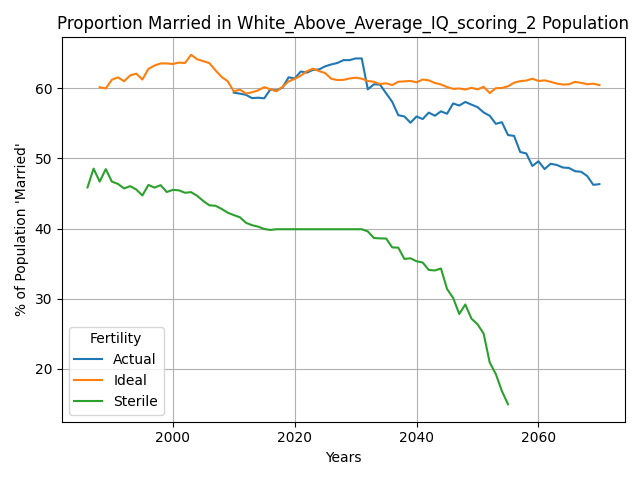 Proportion Married in White_Above_Average_IQ_scoring_2 Population
% of Population 'Married'
60
50
40
30
20
Fertility
Actual
Ideal
Sterile
2000
2020
2040
2060
Years